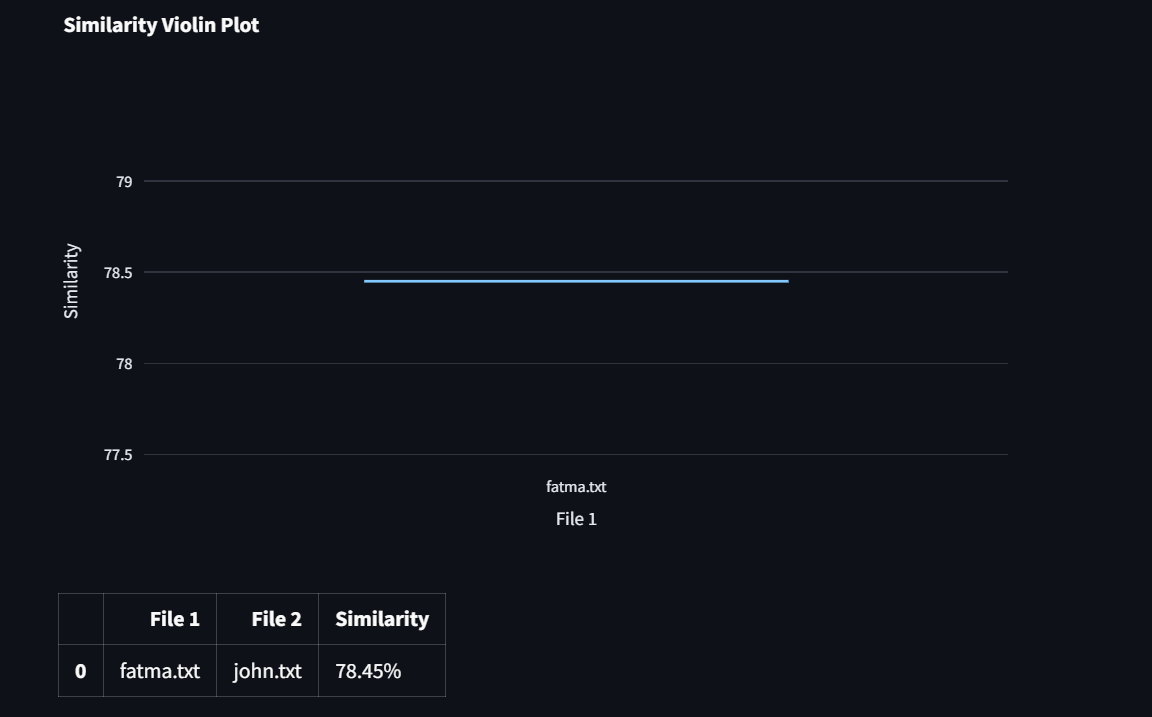 Similarity Violin Plot
79
78.5
78
77.5
Similarity
fatma.txt
File 1
File 1 File 2 Similarity
0 fatma.txt john.txt 78.45%